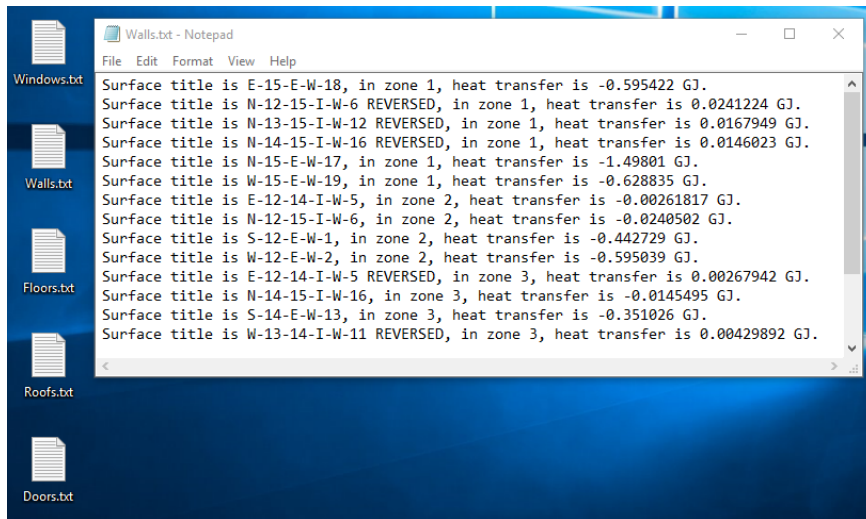 Windows.txt
Walls.txt
Floors.txt
Roofs.txt
Doors.txt
Walls.txt - Notepad
File Edit Format View Help
Surface title is E-15-E-W-18, in zone 1, heat transfer is -0.595422 GJ.
Surface title is N-12-15-I-W-6 REVERSED, in zone 1, heat transfer is 0.0241224 GJ.
Surface title is N-13-15-I-W-12 REVERSED, in zone 1, heat transfer is 0.0167949 GJ.
Surface title is N-14-15-I-W-16 REVERSED, in zone 1, heat transfer is 0.0146023 GJ.
Surface title is N-15-E-W-17, in zone 1, heat transfer is -1.49801 GJ.
Surface title is W-15-E-W-19, in zone 1, heat transfer is -0.628835 GJ.
Surface title is E-12-14-I-W-5, in zone 2, heat transfer is -0.00261817 GJ.
Surface title is N-12-15-I-W-6, in zone 2, heat transfer is -0.0240502 GJ.
Surface title is S-12-E-W-1, in zone 2, heat transfer is -0.442729 GJ.
Surface title is W-12-E-W-2, in zone 2, heat transfer is -0.595039 GJ.
Surface title is E-12-14-I-W-5 REVERSED, in zone 3, heat transfer is 0.00267942 GJ.
Surface title is N-14-15-I-W-16, in zone 3, heat transfer is -0.0145495 GJ.
Surface title is S-14-E-W-13, in zone 3, heat transfer is -0.351026 GJ.
Surface title is W-13-14-I-W-11 REVERSED, in zone 3, heat transfer is 0.00429892 GJ.